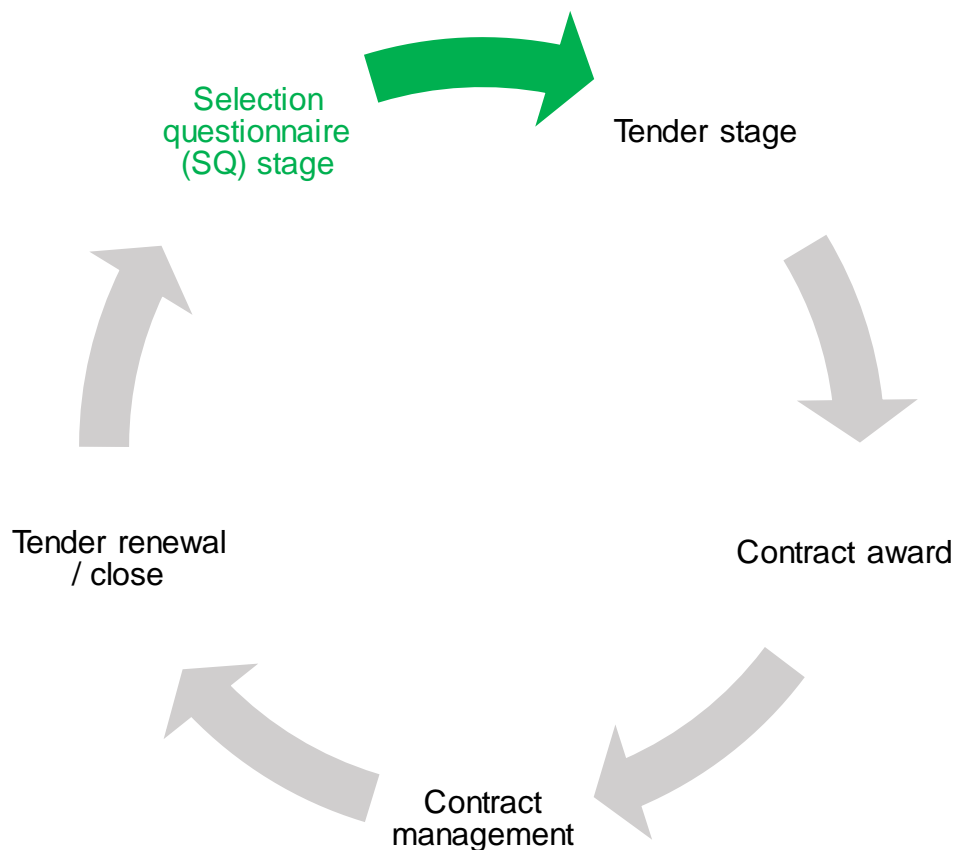 Selection
questionnaire
(SQ) stage
Tender stage
Contract award
Contract
management
Tender renewal
/ close